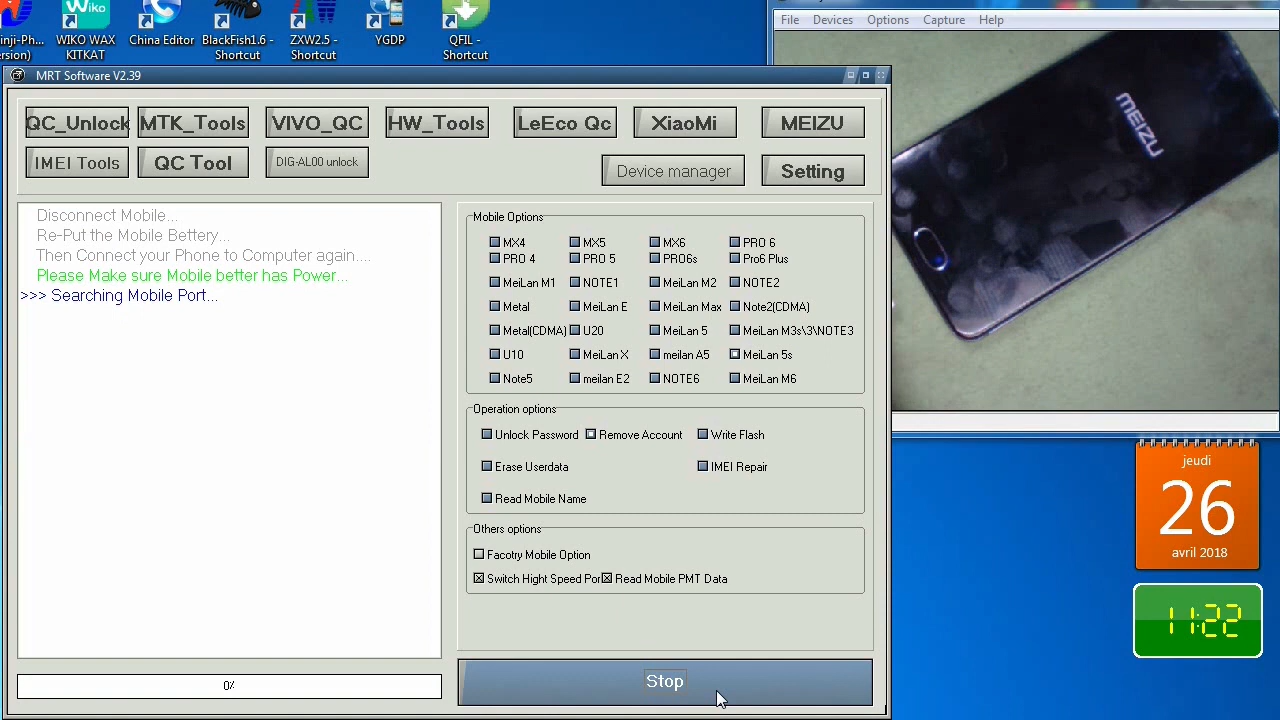 inji-Ph...
ersion)
Wiko
WIKO WAX
KITKAT
China Editor
BlackFish1.6 -
Shortcut
ZXW2.5 -
Shortcut
YGDP
QFIL -
Shortcut
File Devices Options Capture Help
MEIZU
MRT Software V2.39
QC_Unlock MTK_Tools VIVO_QC HW_Tools LeEco Qc XiaoMi MEIZU
IMEI Tools QC Tool DIG-AL00 unlock Device manager Setting
Disconnect Mobile...
Re-Put the Mobile Bettery...
Then Connect your Phone to Computer again....
Please Make sure Mobile better has Power...
>>> Searching Mobile Port...
0%
Mobile Options
MX4 MX5 MX6 PRO 6
PRO 4 PRO 5 PRO6s Pro6 Plus
MeiLan M1 NOTE1 MeiLan M2 NOTE2
Metal MeiLan E MeiLan Max Note2(CDMA)
Metal(CDMA) U20 MeiLan 5 MeiLan M3s\3\NOTE3
U10 MeiLan X meilan A5 MeiLan 5s
Note5 meilan E2 NOTE6 MeiLan M6
Operation options
Unlock Password Remove Account Write Flash
Erase Userdata IMEI Repair
Read Mobile Name
Others options
Facotry Mobile Option
Switch Hight Speed Por Read Mobile PMT Data
Stop
jeudi
26
avril 2018
11:22